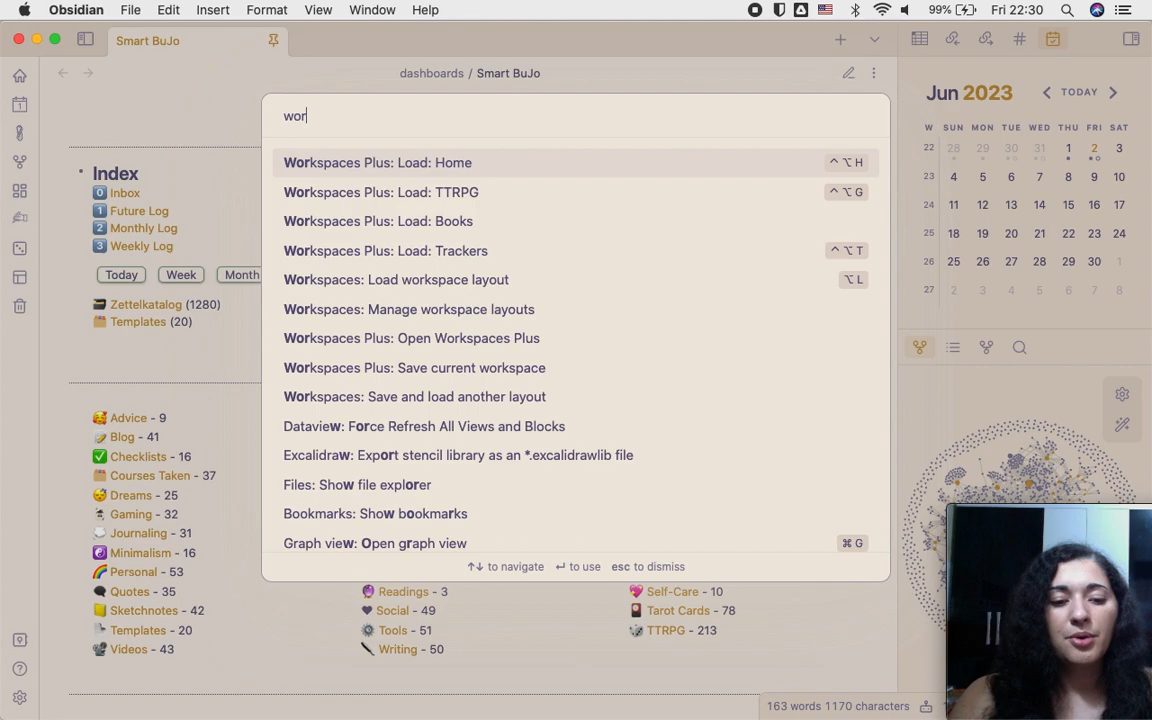 Obsidian File Edit Insert Format View Window Help 99% Fri 22:30
Smart BuJo
dashboards / Smart BuJo
wor
Workspaces Plus: Load: Home ^ ⌥ H
Workspaces Plus: Load: TTRPG ^ ⌥ G
Workspaces Plus: Load: Books
Workspaces Plus: Load: Trackers ^ ⌥ T
Workspaces: Load workspace layout ⌥ L
Workspaces: Manage workspace layouts
Workspaces Plus: Open Workspaces Plus
Workspaces Plus: Save current workspace
Workspaces: Save and load another layout
Dataview: Force Refresh All Views and Blocks
Excalidraw: Export stencil library as an *.excalidrawlib file
Files: Show file explorer
Bookmarks: Show bookmarks
Graph view: Open graph view ⌘ G
↑↓ to navigate ↵ to use esc to dismiss
Index
0 Inbox
1 Future Log
2 Monthly Log
3 Weekly Log
Today Week Month
Zettelkatalog (1280)
Templates (20)
Advice - 9
Blog - 41
Checklists - 16
Courses Taken - 37
Dreams - 25
Gaming - 32
Journaling - 31
Minimalism - 16
Personal - 53
Quotes - 35
Sketchnotes - 42
Templates - 20
Videos - 43
Readings - 3
Social - 49
Tools - 51
Writing - 50
Self-Care - 10
Tarot Cards - 78
TTRPG - 213
Jun 2023 TODAY
W SUN MON TUE WED THU FRI SAT
22 28 29 30 31 1 2 3
23 4 5 6 7 8 9 10
24 11 12 13 14 15 16 17
25 18 19 20 21 22 23 24
26 25 26 27 28 29 30 1
27 2 3 4 5 6 7 8
163 words 1170 characters